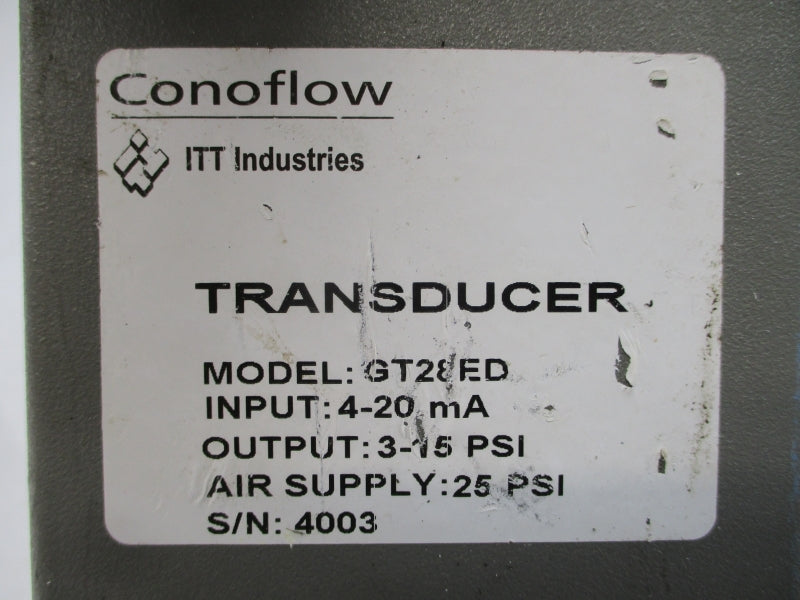 Conoflow
ITT Industries
TRANSDUCER
MODEL: GT28ED
INPUT: 4-20 mA
OUTPUT: 3-15 PSI
AIR SUPPLY: 25 PSI
S/N: 4003